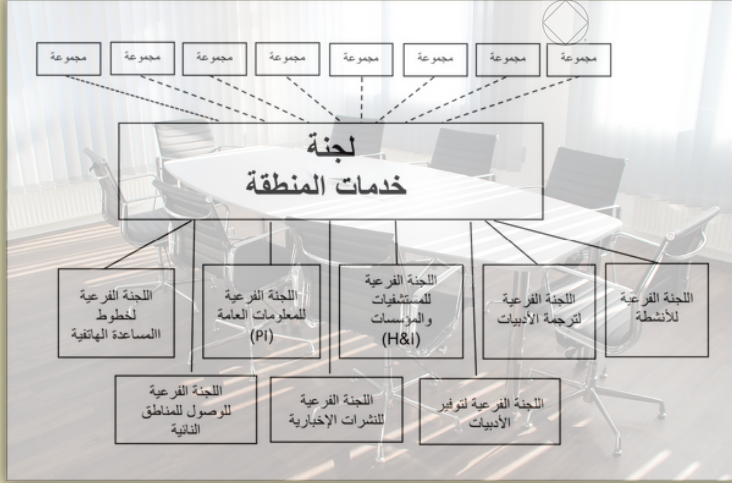 مجموعة
مجموعة
مجموعة
مجموعة
مجموعة
مجموعة
مجموعة
مجموعة
لجنة
خدمات المنطقة
اللجنة الفرعية
للأنشطة
اللجنة الفرعية
لترجمة الأدبيات
اللجنة الفرعية
للمستشفيات
والمؤسسات
(H&I)
اللجنة الفرعية
للمعلومات العامة
(PI)
اللجنة الفرعية
لخطوط
االمساعدة الهاتفية
اللجنة الفرعية لتوفير
الأدبيات
اللجنة الفرعية
للنشرات الإخبارية
اللجنة الفرعية
للوصول للمناطق
النائية